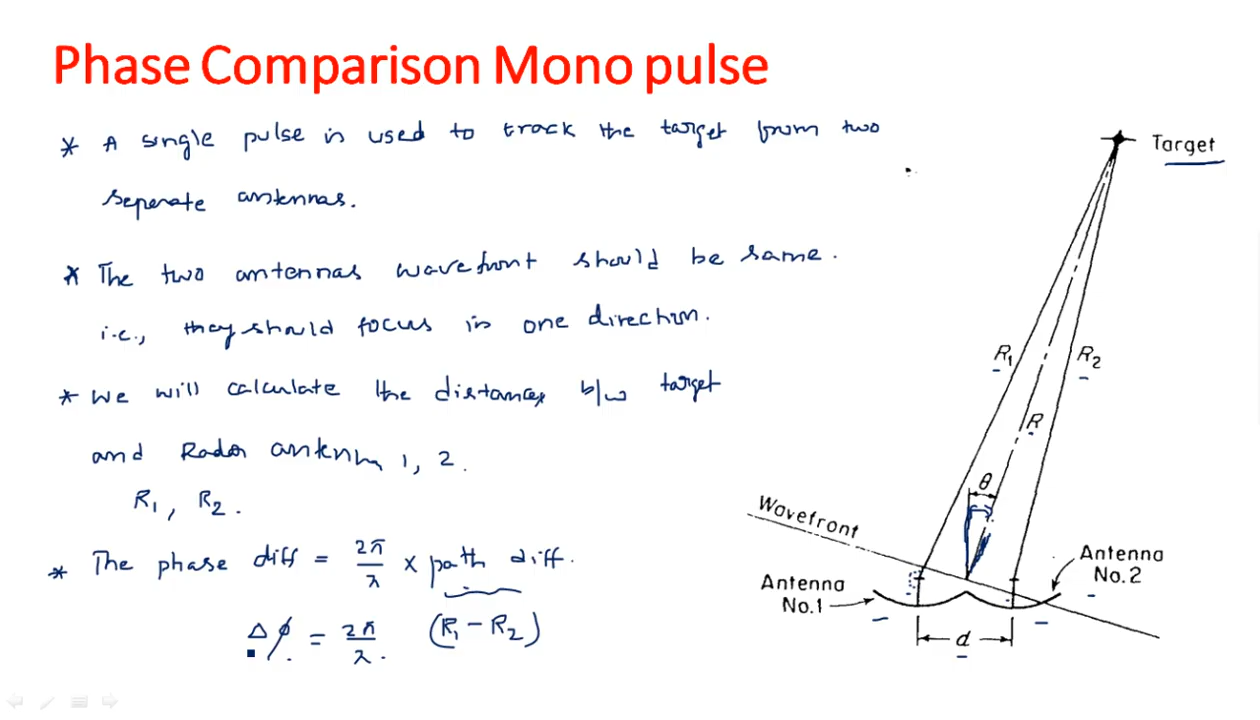 Phase Comparison Mono pulse
* A single pulse is used to track the target from two
seperate antennas.
* The two antennas wavefront should be same.
i.e., they should focus in one direction.
* We will calculate the distances b/w target
and Radar antenna 1, 2.
R1, R2.
* The phase diff = 2π/λ × path diff.
Δφ = 2π/λ (R1 - R2)
Target
R1
R2
R
θ
Wavefront
Antenna
No.2
Antenna
No.1
d